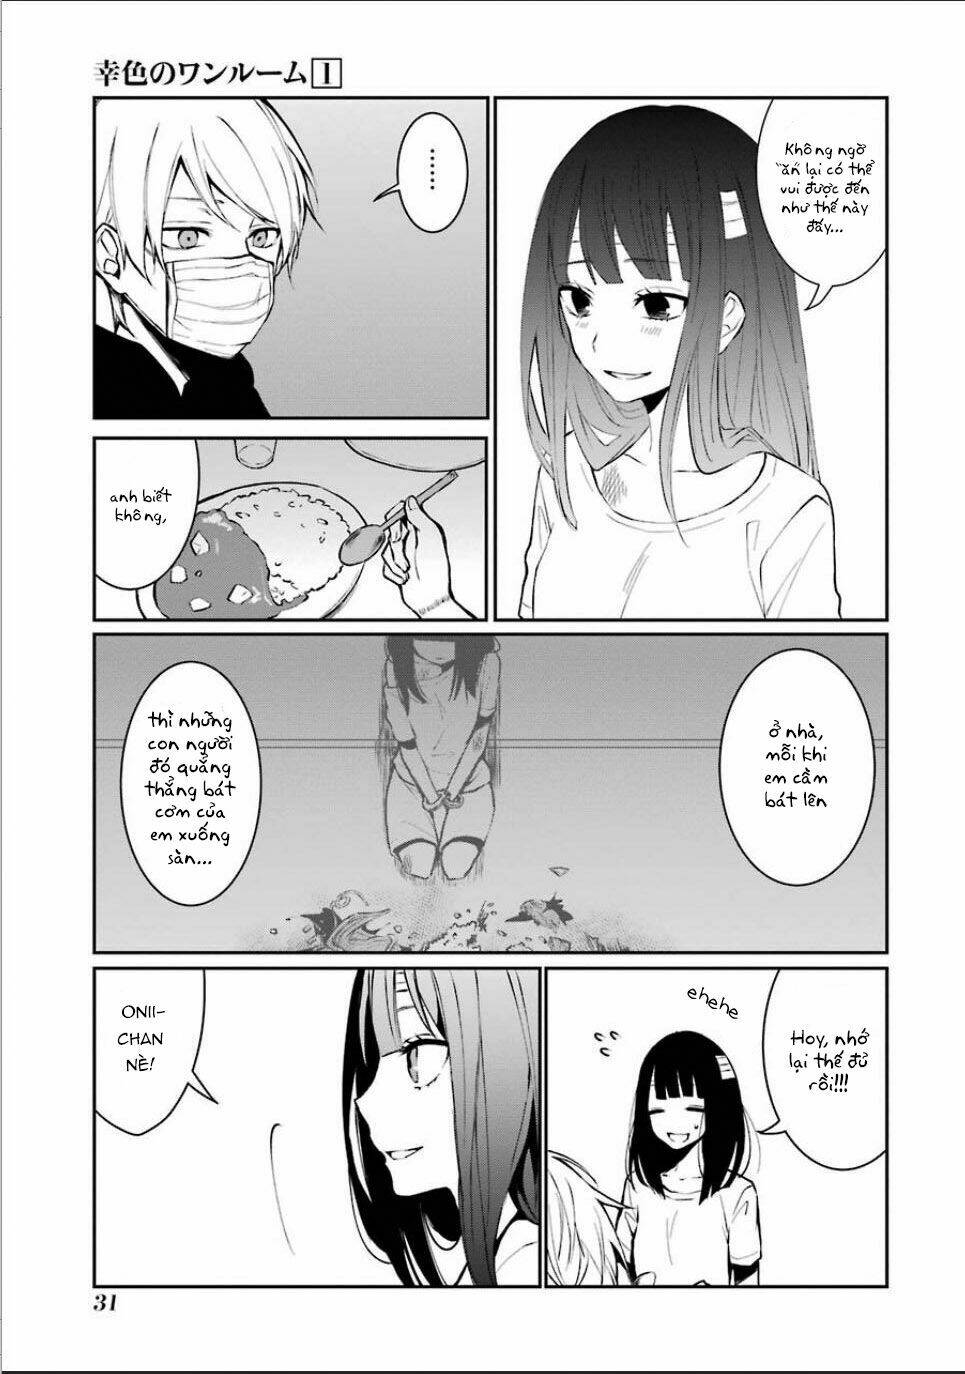 幸色のワンルーム 1
Không ngờ
"ăn" lại có thể
vui được đến
như thế này
đấy...
anh biết
không,
ở nhà,
mỗi khi
em cầm
bát lên
thì những
con người
đó quẳng
thẳng bát
cơm của
em xuống
sàn...
ehehe
Hoy, nhớ
lại thế đủ
rồi!!!
ONII-
CHAN
NÈ!
31